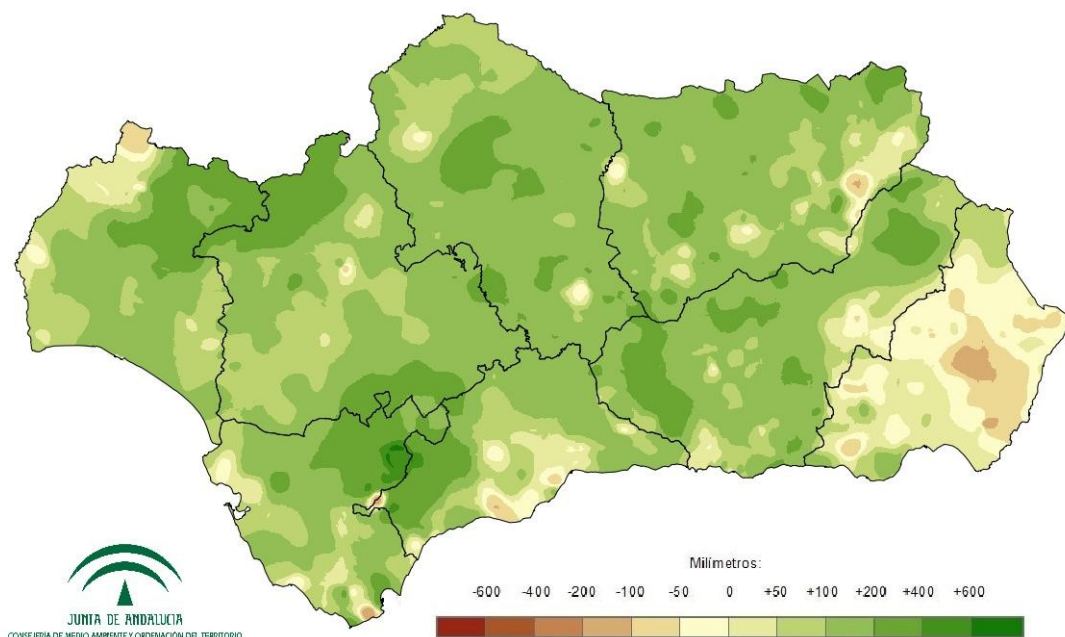 Milímetros:
-600 -400 -200 -100 -50 0 +50 +100 +200 +400 +600
JUNTA DE ANDALUCIA
CONSEJERIA DE MEDIO AMBIENTE Y ORDENACIÓN DEL TERRITORIO